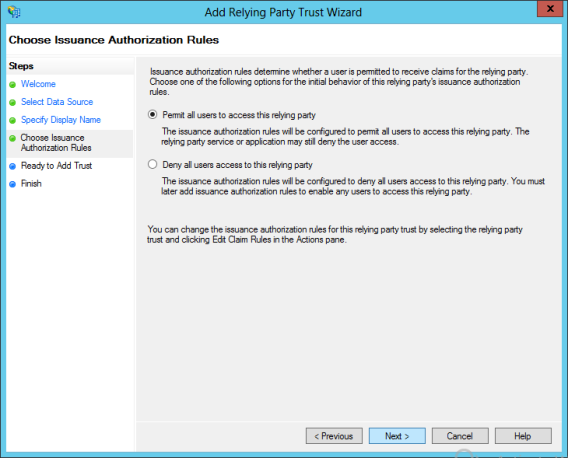 Add Relying Party Trust Wizard
X
Choose Issuance Authorization Rules
Steps
Welcome
Select Data Source
Specify Display Name
Choose Issuance
Authorization Rules
Ready to Add Trust
Finish
Issuance authorization rules determine whether a user is permitted to receive claims for the relying party.
Choose one of the following options for the initial behavior of this relying party's issuance authorization
rules.
Permit all users to access this relying party
The issuance authorization rules will be configured to permit all users to access this relying party. The
relying party service or application may still deny the user access.
Deny all users access to this relying party
The issuance authorization rules will be configured to deny all users access to this relying party. You must
later add issuance authorization rules to enable any users to access this relying party.
You can change the issuance authorization rules for this relying party trust by selecting the relying party
trust and clicking Edit Claim Rules in the Actions pane.
< Previous
Next >
Cancel
Help